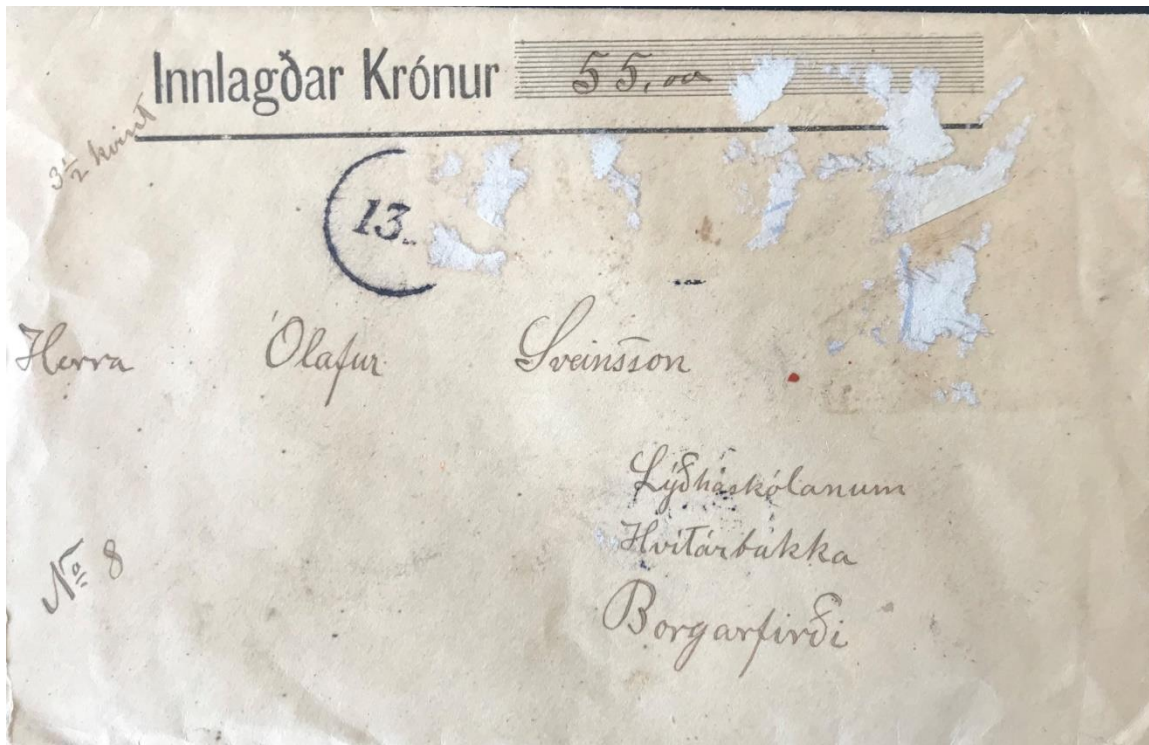 Innlagðar Krónur 55,00
3½ kvint
13.
Herra Ólafur Sveinsson
Lýðháskólanum
Hvítárbakka
No 8
Borgarfirði